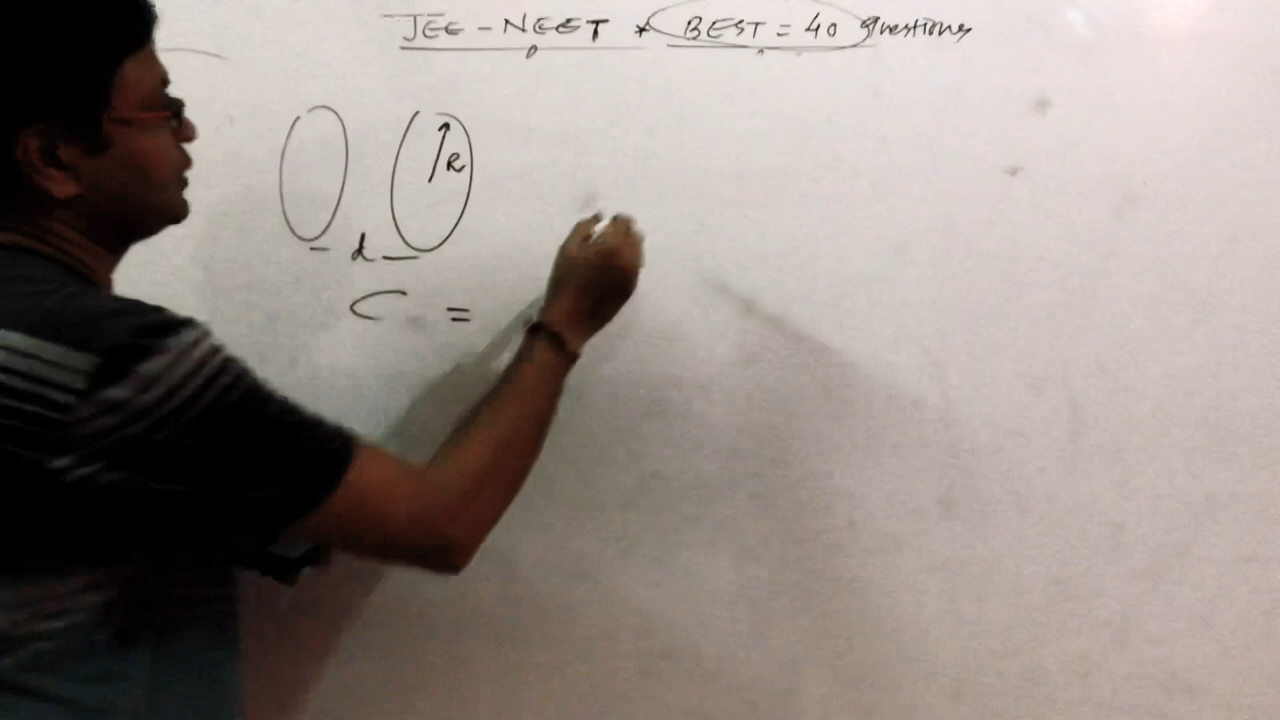 JEE - NEET * BEST = 40 Questions
R
d
C =